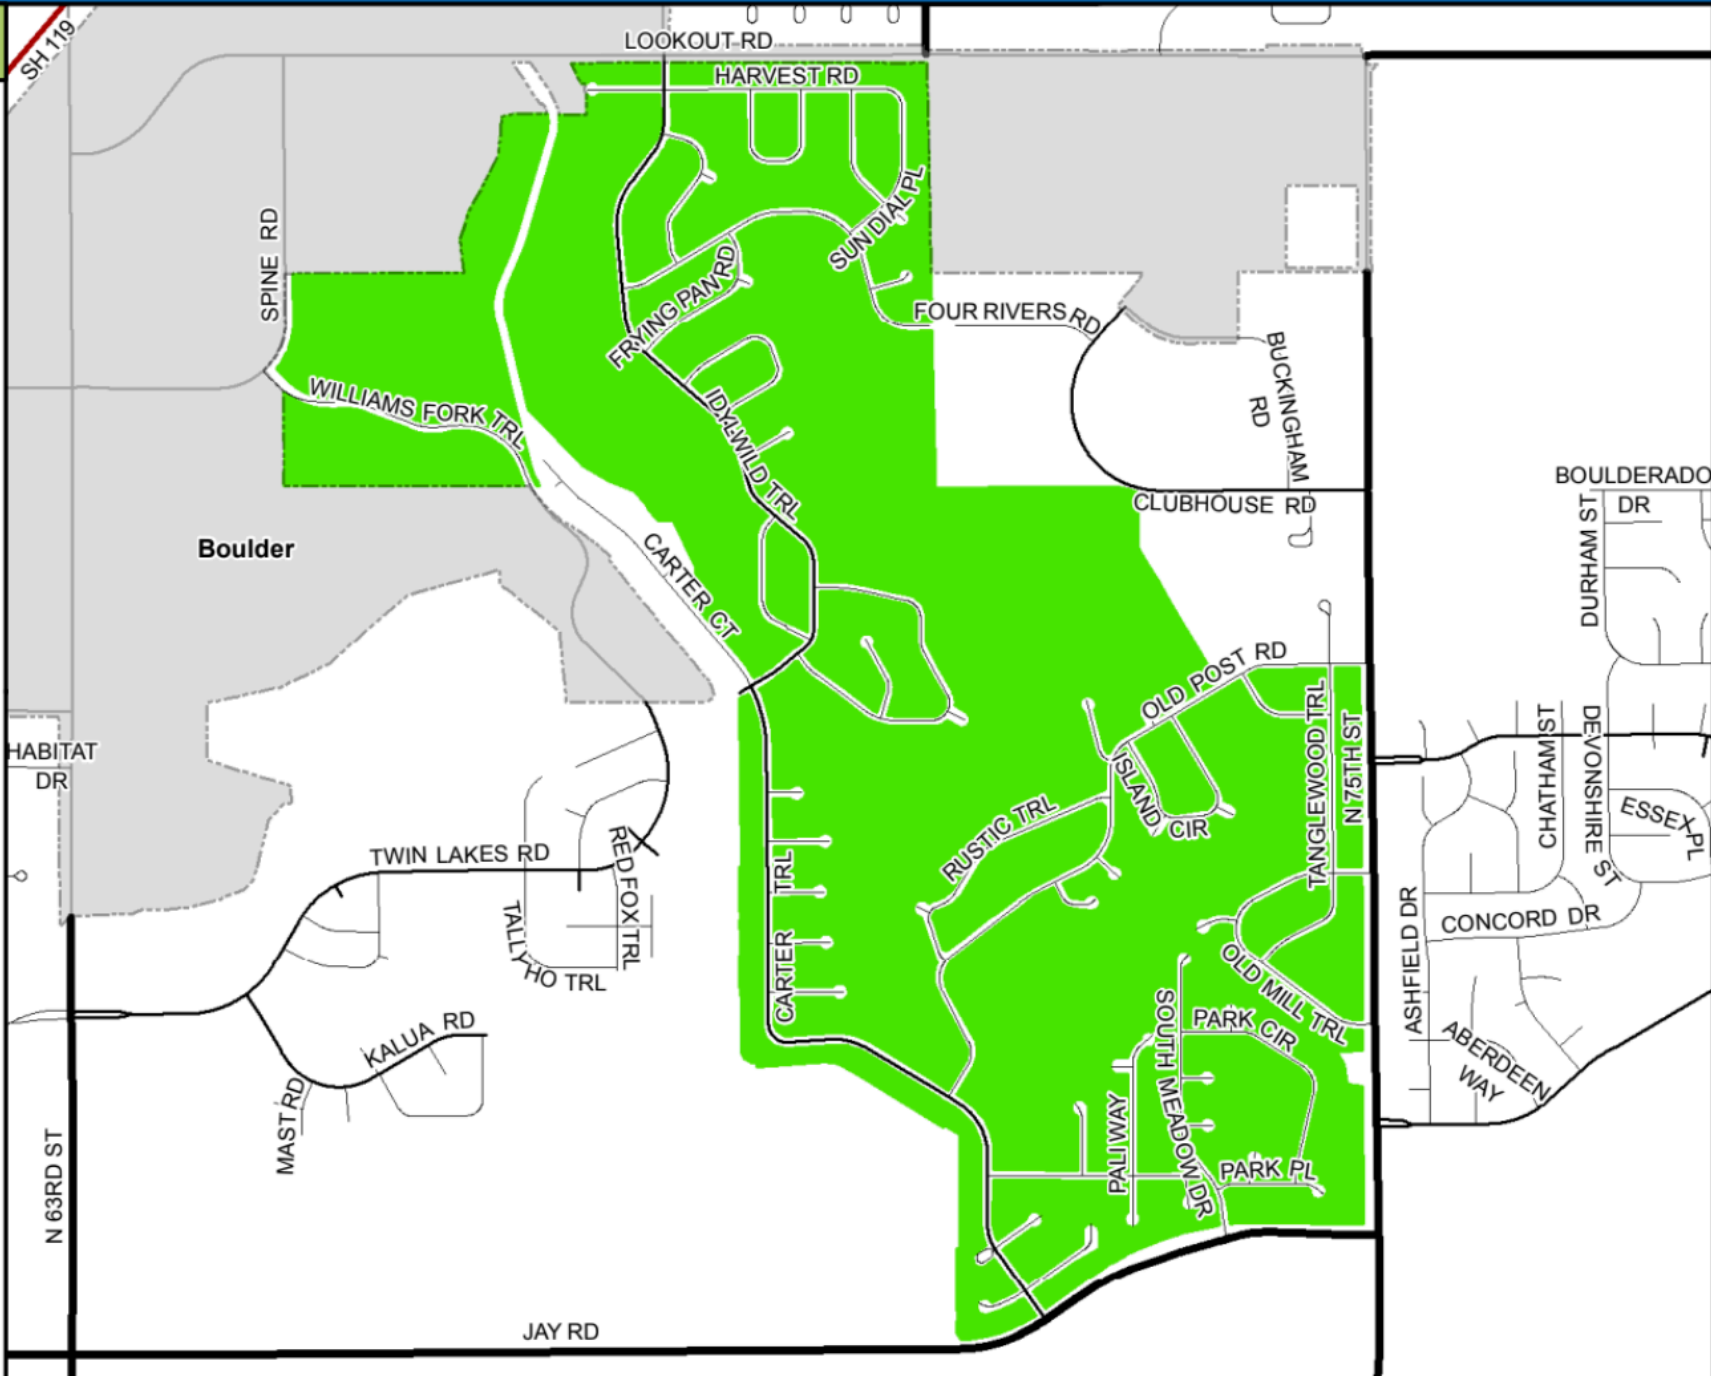 SH 119
LOOKOUT RD
HARVEST RD
SPINE RD
SUN DIAL PL
FRYING PAN RD
FOUR RIVERS RD
BUCKINGHAM
RD
WILLIAMS FORK TRL
IDYLWILD TRL
CLUBHOUSE RD
BOULDERADO
DR
DURHAM ST
Boulder
CARTER CT
OLD POST RD
TANGLEWOOD TRL
N 75TH ST
HABITAT
DR
ISLAND CIR
CHATHAM ST
DEVONSHIRE ST
ESSEX PL
RUSTIC TRL
TWIN LAKES RD
RED FOX TRL
TALLY HO TRL
CARTER TRL
ASHFIELD DR
CONCORD DR
OLD MILL TRL
SOUTH MEADOW DR
PARK CIR
KALUA RD
MAST RD
ABERDEEN
WAY
PALI WAY
PARK PL
N 63RD ST
JAY RD